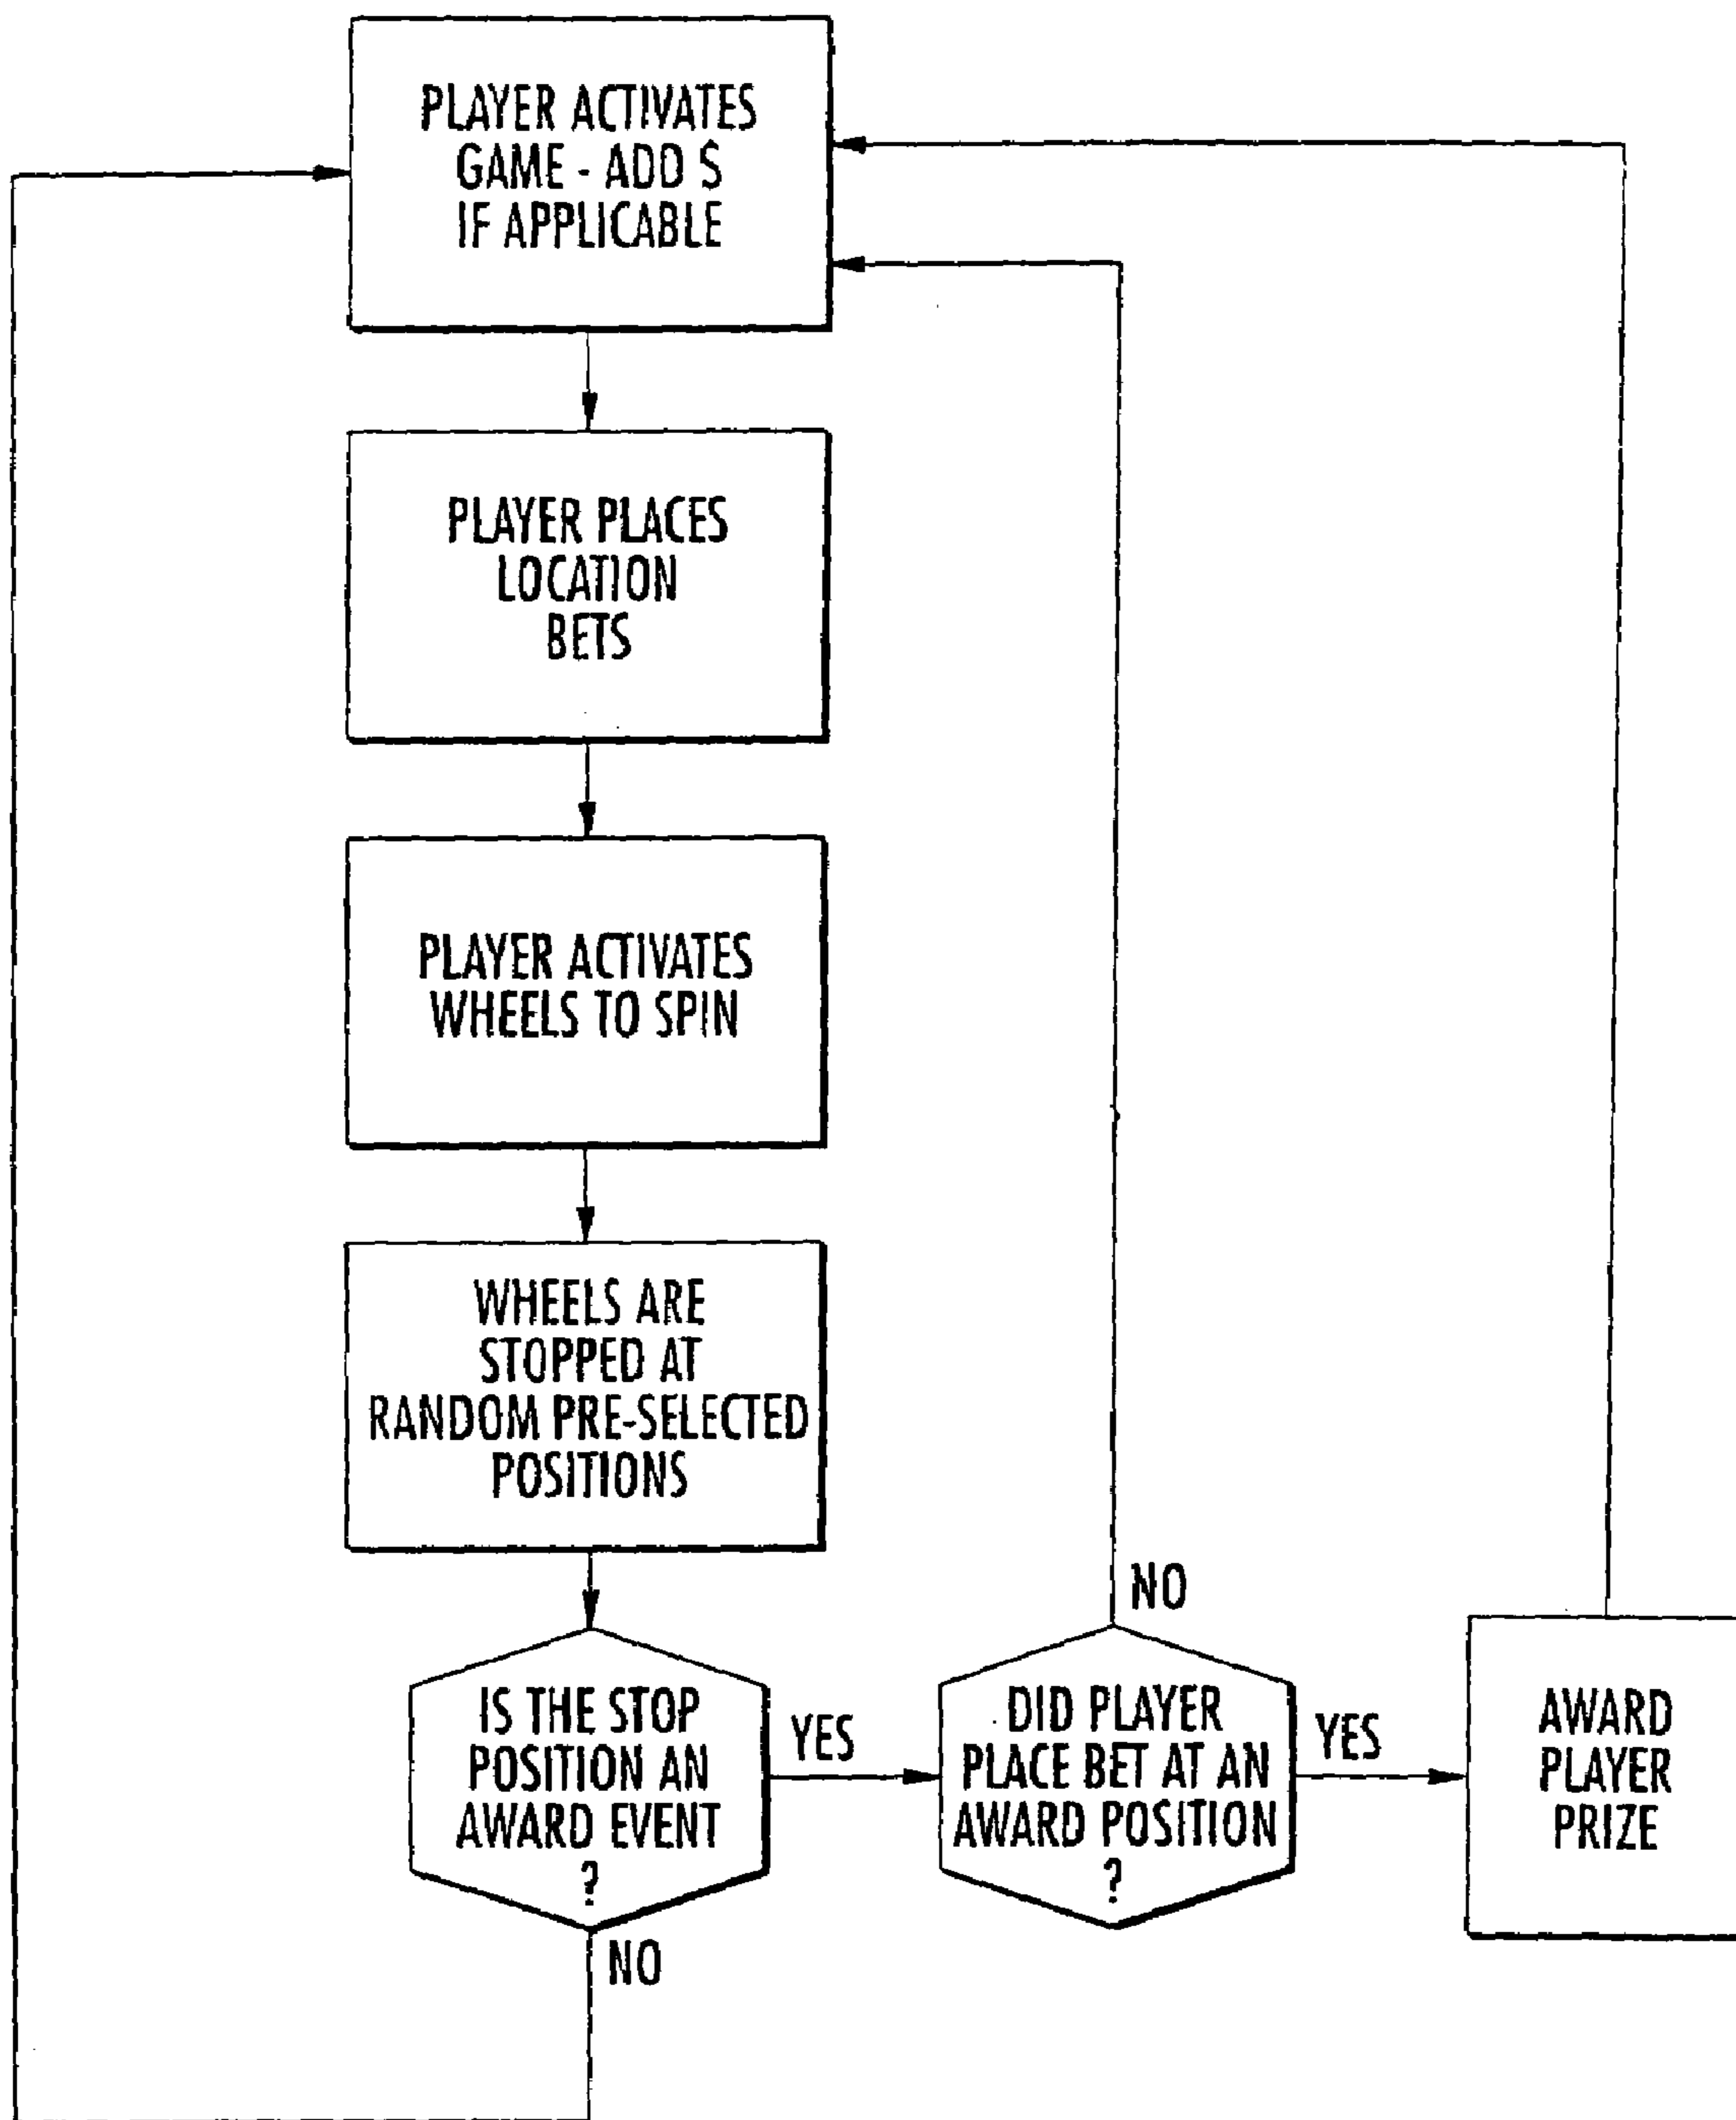 PLAYER ACTIVATES
GAME - ADD $
IF APPLICABLE
PLAYER PLACES
LOCATION
BETS
PLAYER ACTIVATES
WHEELS TO SPIN
WHEELS ARE
STOPPED AT
RANDOM PRE-SELECTED
POSITIONS
IS THE STOP
POSITION AN
AWARD EVENT
?
YES
NO
DID PLAYER
PLACE BET AT AN
AWARD POSITION
?
NO
YES
AWARD
PLAYER
PRIZE